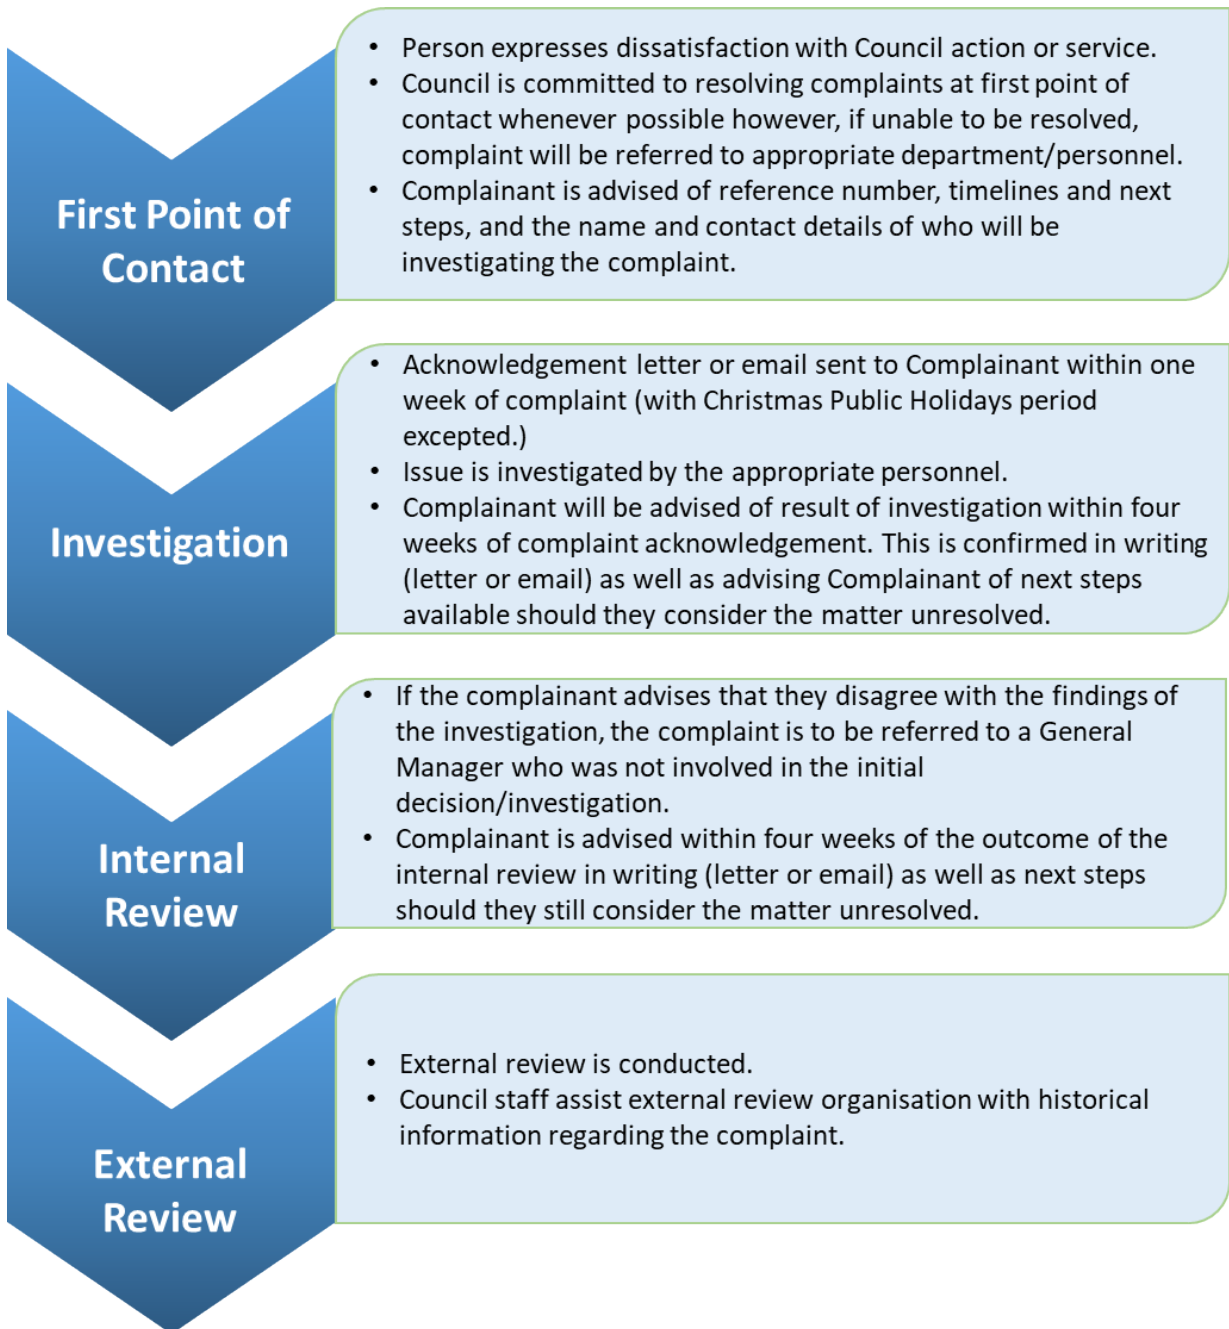 First Point of
Contact
• Person expresses dissatisfaction with Council action or service.
• Council is committed to resolving complaints at first point of
contact whenever possible however, if unable to be resolved,
complaint will be referred to appropriate department/personnel.
• Complainant is advised of reference number, timelines and next
steps, and the name and contact details of who will be
investigating the complaint.
Investigation
• Acknowledgement letter or email sent to Complainant within one
week of complaint (with Christmas Public Holidays period
excepted.)
• Issue is investigated by the appropriate personnel.
• Complainant will be advised of result of investigation within four
weeks of complaint acknowledgement. This is confirmed in writing
(letter or email) as well as advising Complainant of next steps
available should they consider the matter unresolved.
Internal
Review
• If the complainant advises that they disagree with the findings of
the investigation, the complaint is to be referred to a General
Manager who was not involved in the initial
decision/investigation.
• Complainant is advised within four weeks of the outcome of the
internal review in writing (letter or email) as well as next steps
should they still consider the matter unresolved.
External
Review
• External review is conducted.
• Council staff assist external review organisation with historical
information regarding the complaint.